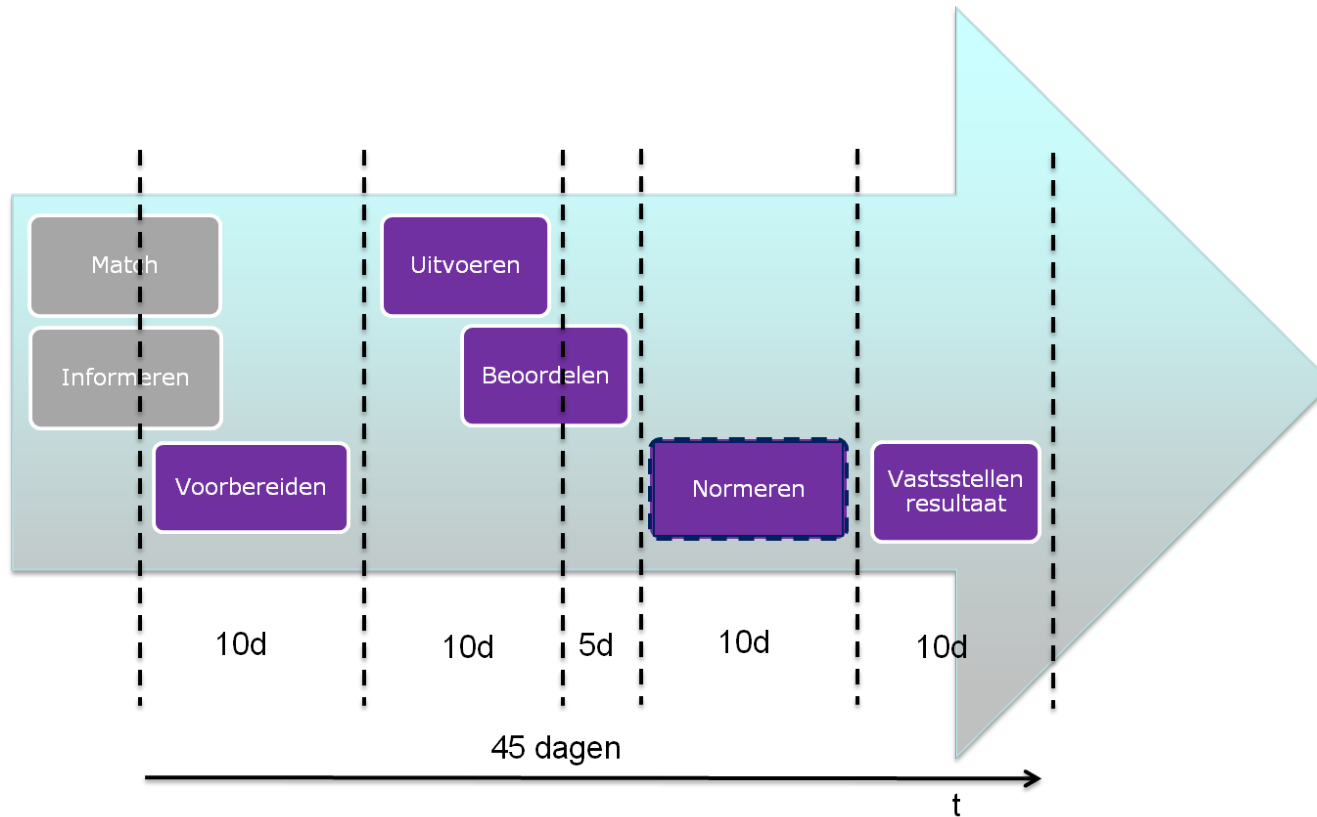 Match
Uitvoeren
Informeren
Beoordelen
Voorbereiden
Normeren
Vastsstellen
resultaat
10d
10d
5d
10d
10d
45 dagen
t